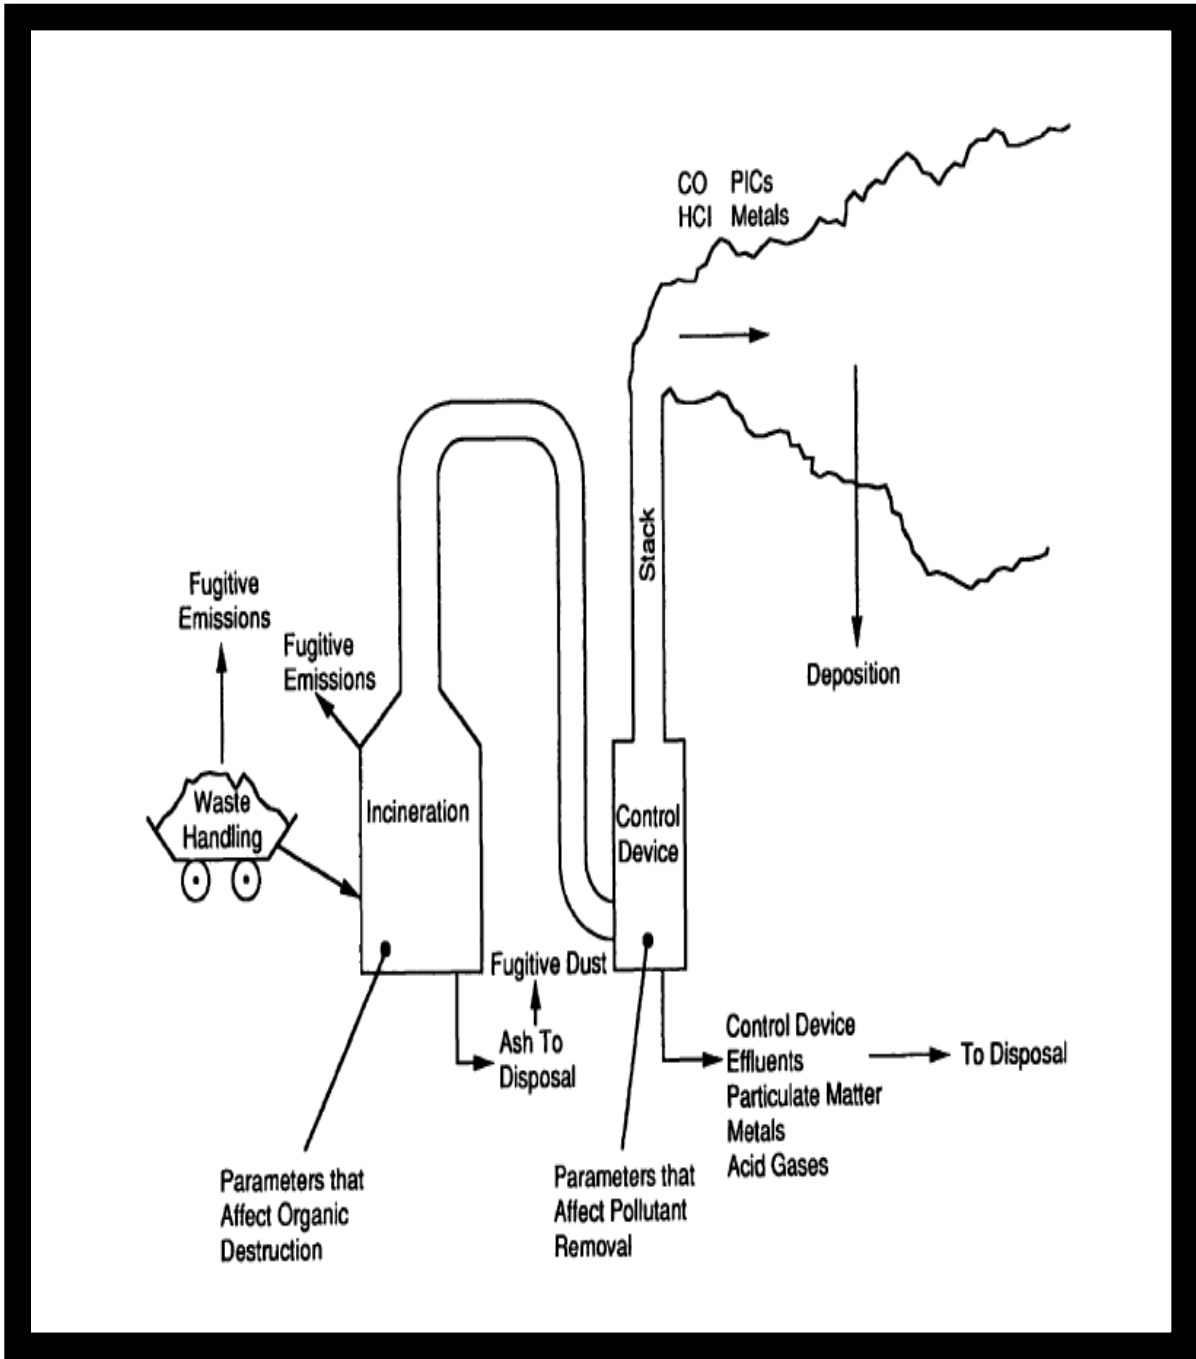 CO PICs
HCl Metals
Stack
Fugitive
Emissions
Fugitive
Emissions
Deposition
Waste
Handling
Incineration
Control
Device
Fugitive Dust
Ash To
Disposal
Control Device
Effluents
Particulate Matter
Metals
Acid Gases
To Disposal
Parameters that
Affect Organic
Destruction
Parameters that
Affect Pollutant
Removal